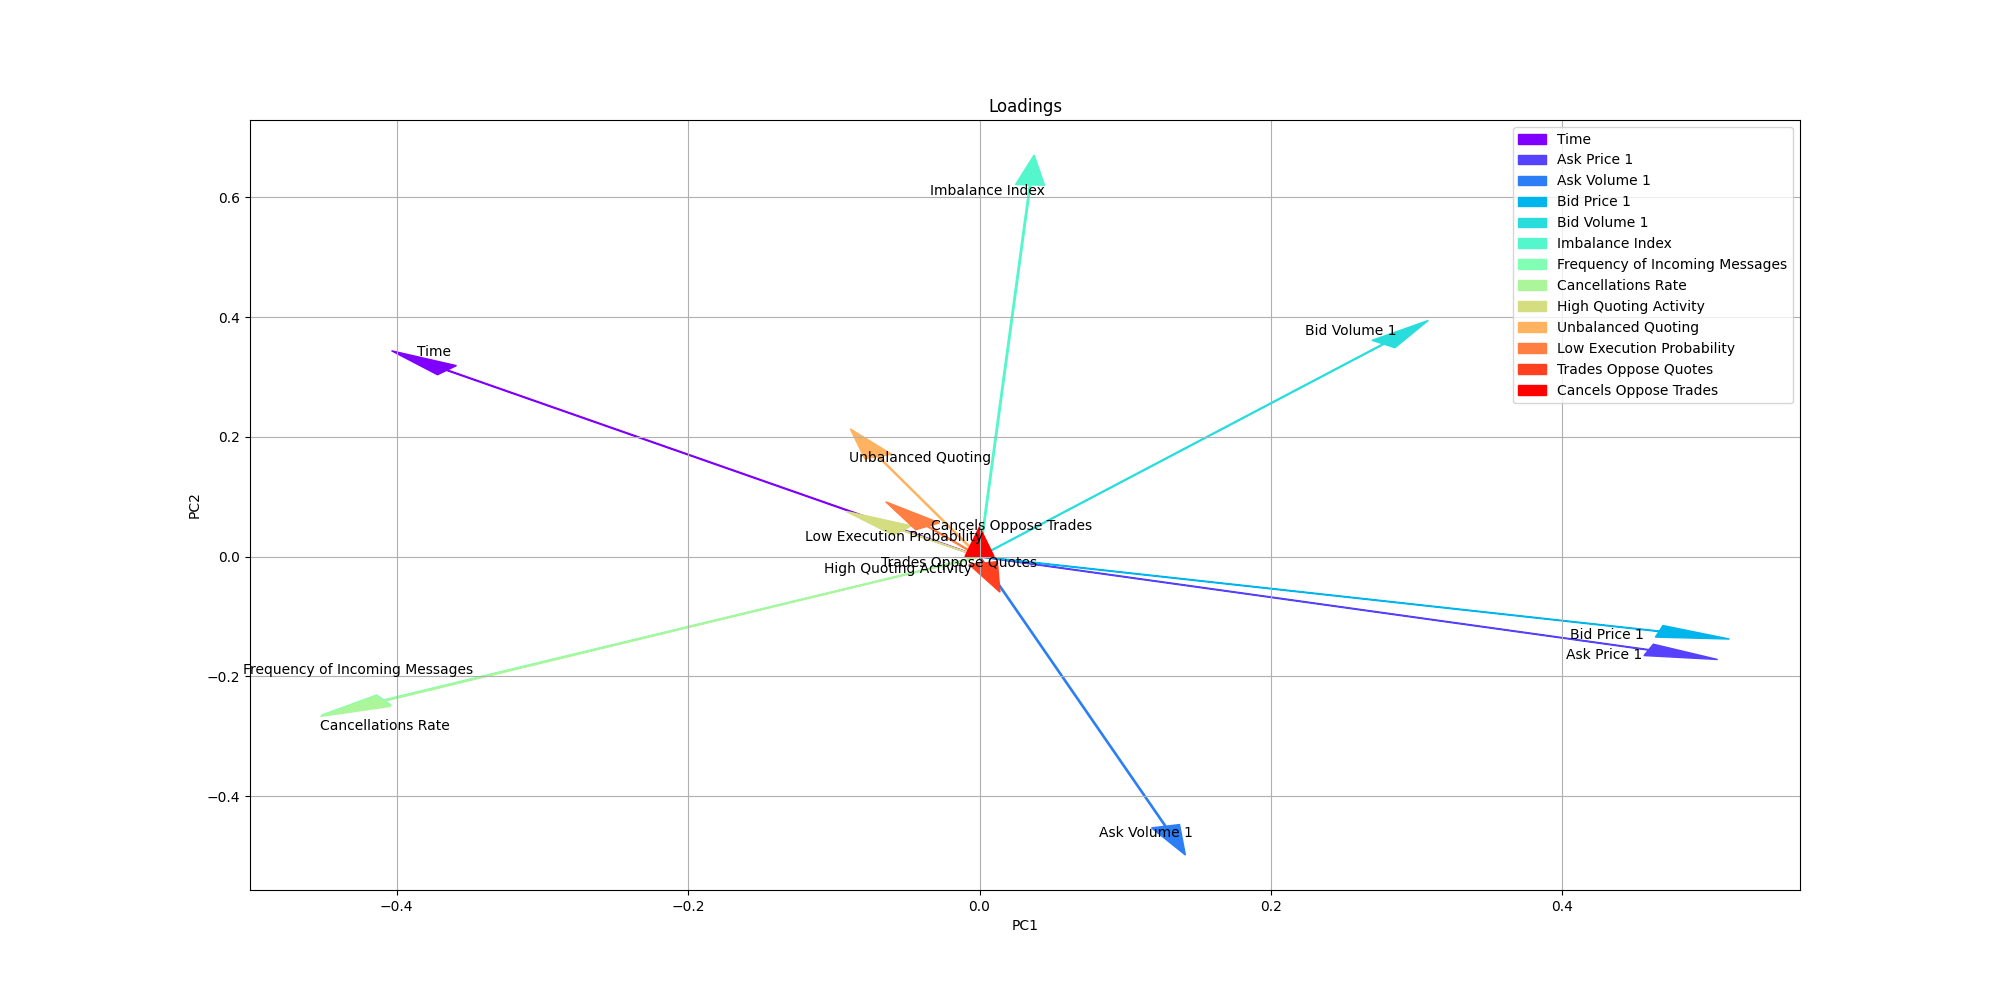 Loadings
Time
Ask Price 1
Ask Volume 1
Bid Price 1
Bid Volume 1
Imbalance Index
Frequency of Incoming Messages
Cancellations Rate
High Quoting Activity
Unbalanced Quoting
Low Execution Probability
Trades Oppose Quotes
Cancels Oppose Trades
Imbalance Index
Bid Volume 1
Time
Unbalanced Quoting
Cancels Oppose Trades
Low Execution Probability
Trades Oppose Quotes
High Quoting Activity
Bid Price 1
Ask Price 1
Frequency of Incoming Messages
Cancellations Rate
Ask Volume 1
0.6
0.4
0.2
0.0
−0.2
−0.4
PC2
−0.4 −0.2 0.0 0.2 0.4
PC1